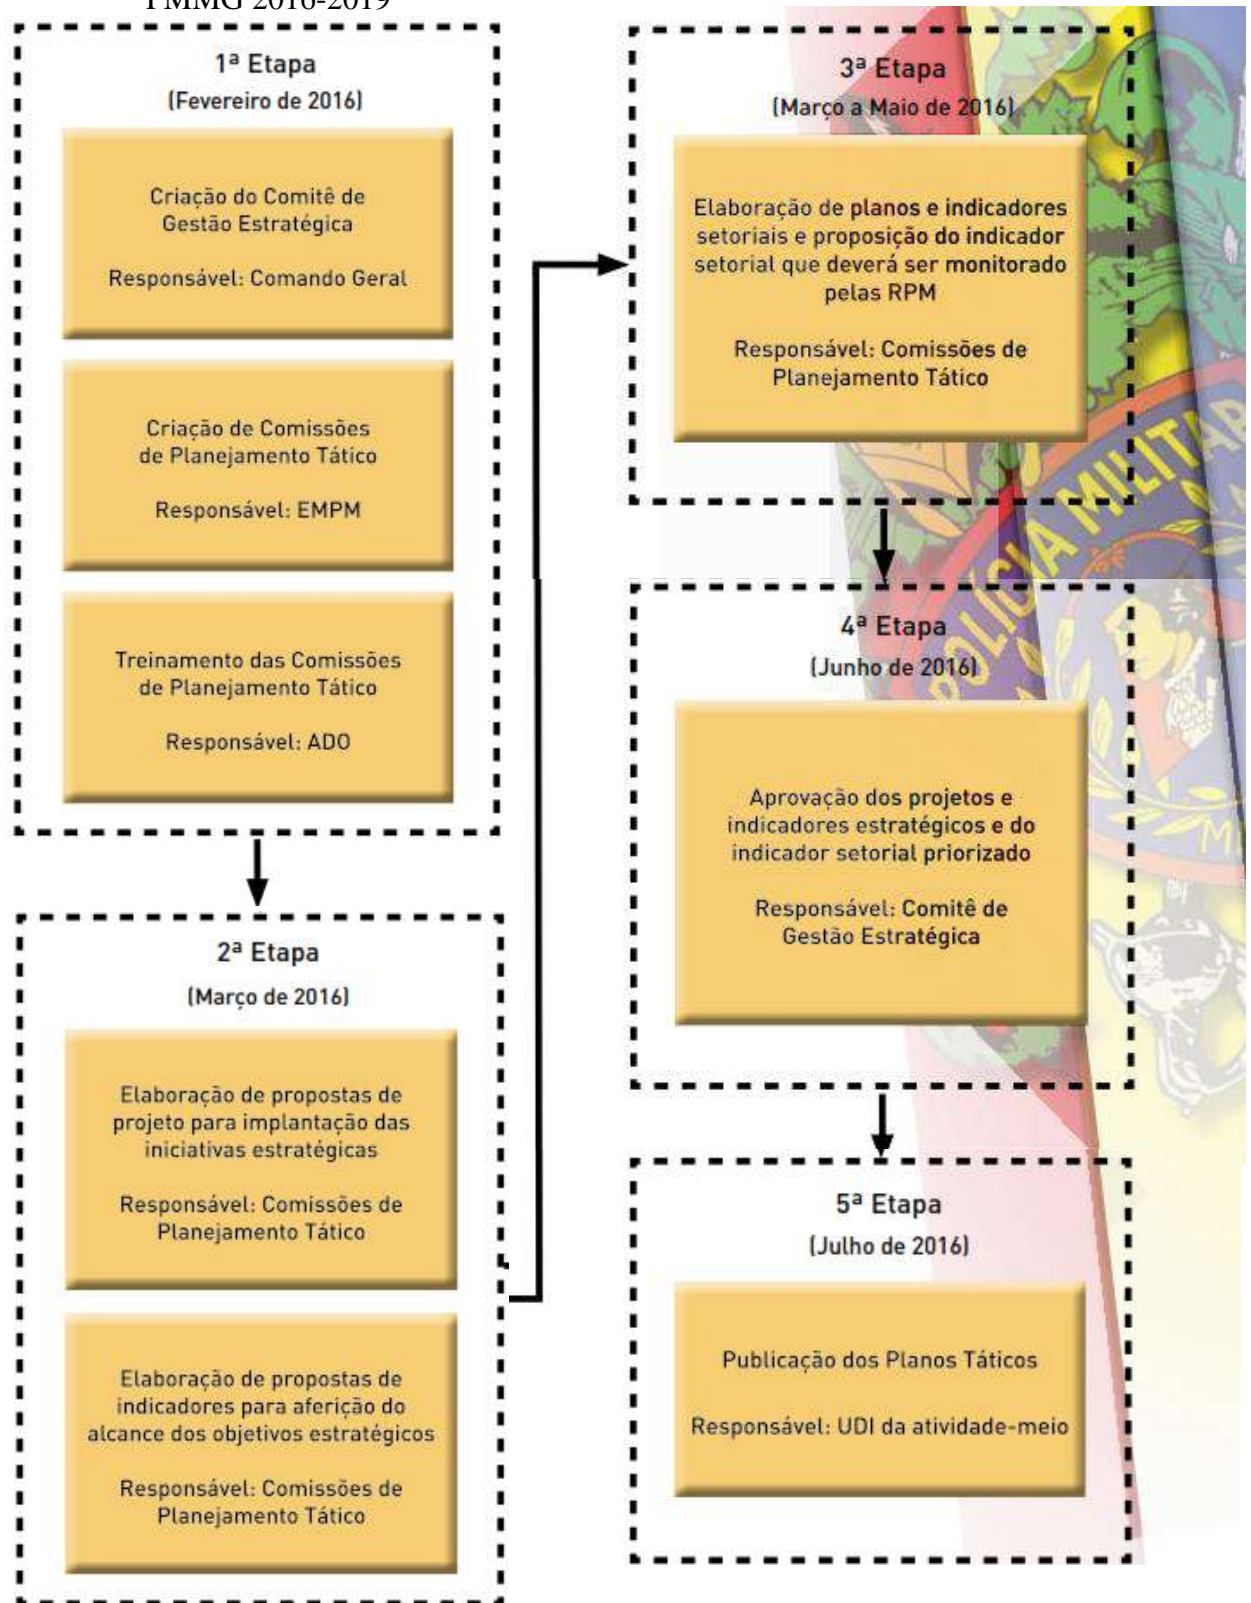 PMMG 2016-2019
1ª Etapa
(Fevereiro de 2016)
Criação do Comitê de
Gestão Estratégica
Responsável: Comando Geral
Criação de Comissões
de Planejamento Tático
Responsável: EMPM
Treinamento das Comissões
de Planejamento Tático
Responsável: ADO
2ª Etapa
(Março de 2016)
Elaboração de propostas de
projeto para implantação das
iniciativas estratégicas
Responsável: Comissões de
Planejamento Tático
Elaboração de propostas de
indicadores para aferição do
alcance dos objetivos estratégicos
Responsável: Comissões de
Planejamento Tático
3ª Etapa
(Março a Maio de 2016)
Elaboração de planos e indicadores
setoriais e proposição do indicador
setorial que deverá ser monitorado
pelas RPM
Responsável: Comissões de
Planejamento Tático
4ª Etapa
(Junho de 2016)
Aprovação dos projetos e
indicadores estratégicos e do
indicador setorial priorizado
Responsável: Comitê de
Gestão Estratégica
5ª Etapa
(Julho de 2016)
Publicação dos Planos Táticos
Responsável: UDI da atividade-meio
POLÍCIA MILITAR
M